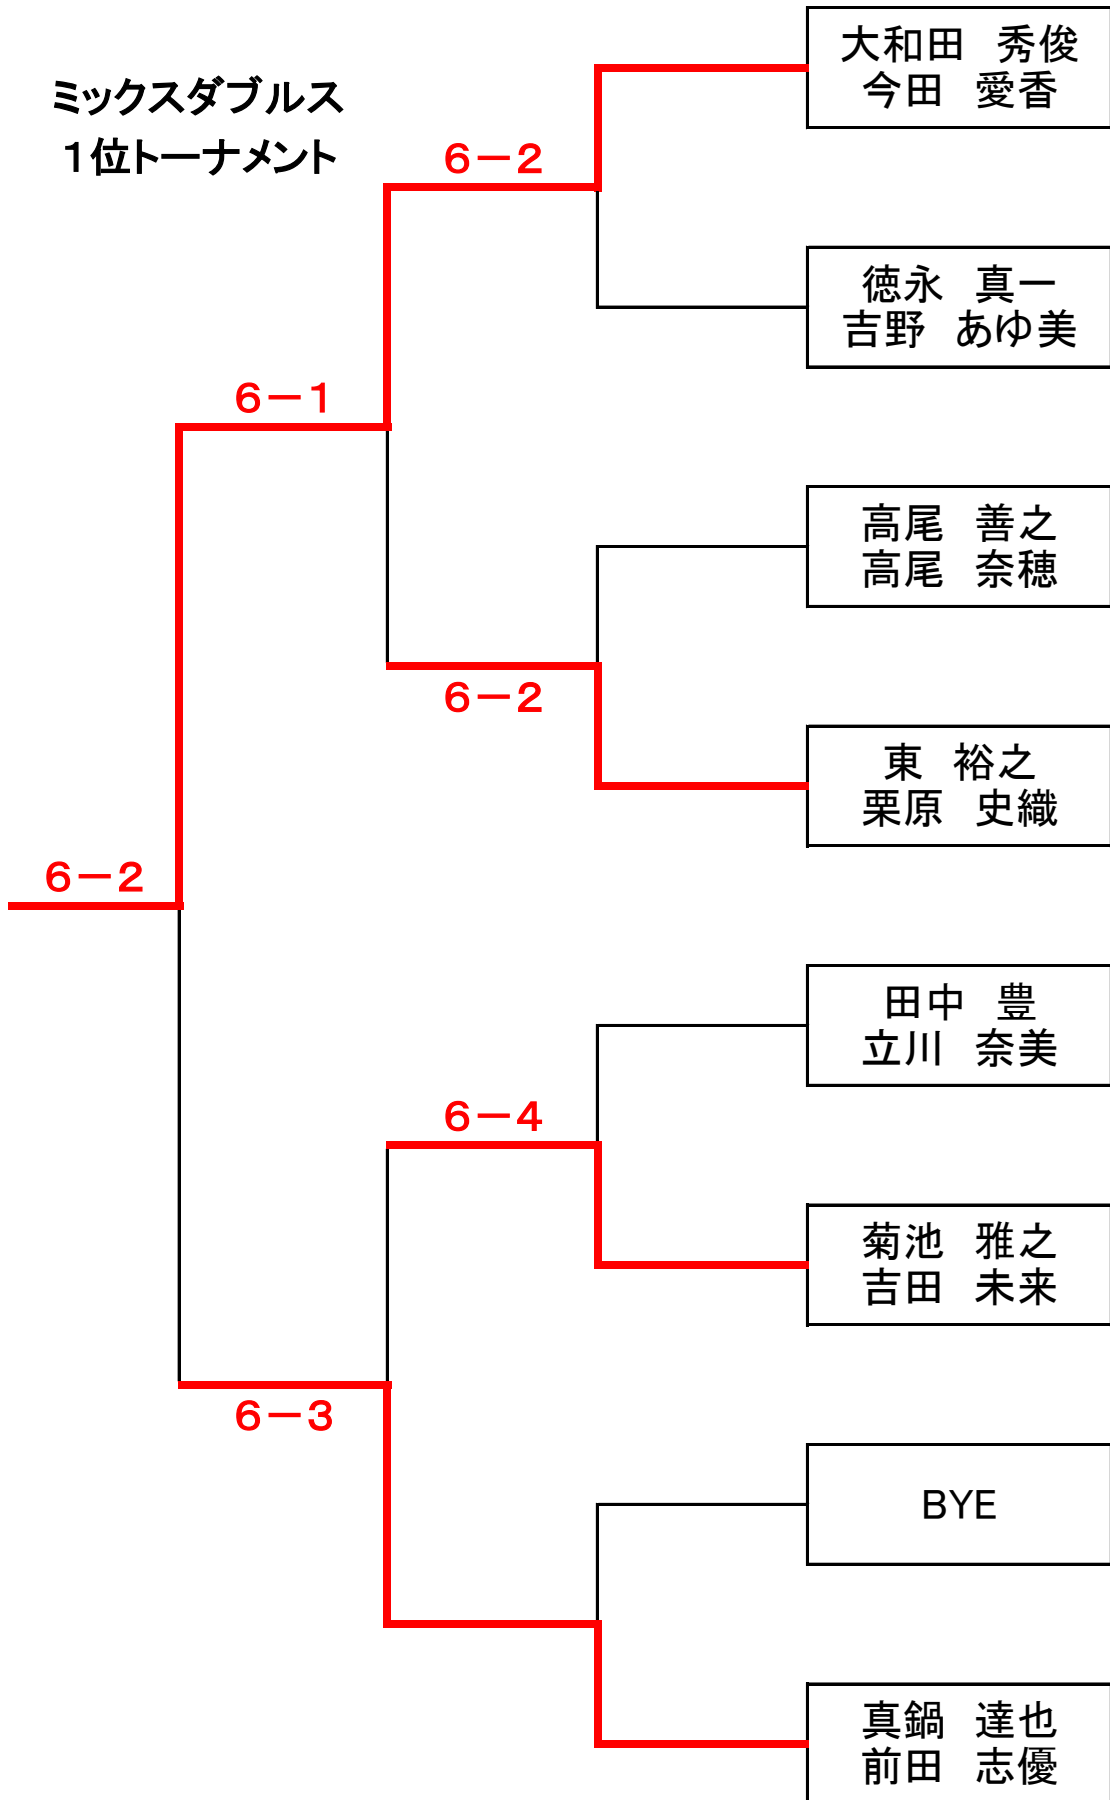 ミックスダブルス
１位トーナメント
大和田　秀俊
今田　愛香
６－２
徳永　真一
吉野　あゆ美
６－１
高尾　善之
高尾　奈穂
６－２
東　裕之
栗原　史織
６－２
田中　豊
立川　奈美
６－４
菊池　雅之
吉田　未来
６－３
BYE
真鍋　達也
前田　志優